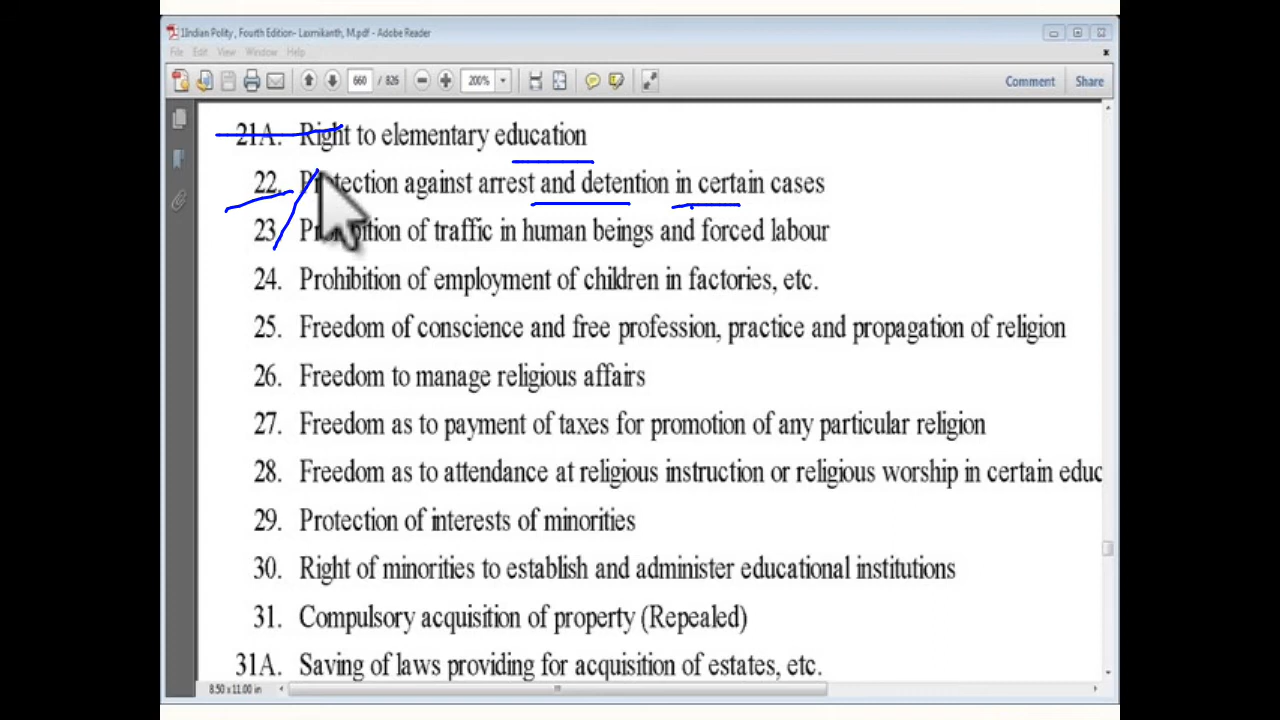 1Indian Polity, Fourth Edition- Laxmikanth, M.pdf - Adobe Reader
File Edit View Window Help
660 / 826 200% Comment Share
21A. Right to elementary education
22. Protection against arrest and detention in certain cases
23. Prohibition of traffic in human beings and forced labour
24. Prohibition of employment of children in factories, etc.
25. Freedom of conscience and free profession, practice and propagation of religion
26. Freedom to manage religious affairs
27. Freedom as to payment of taxes for promotion of any particular religion
28. Freedom as to attendance at religious instruction or religious worship in certain educ
29. Protection of interests of minorities
30. Right of minorities to establish and administer educational institutions
31. Compulsory acquisition of property (Repealed)
31A. Saving of laws providing for acquisition of estates, etc.
8.50 x 11.00 in